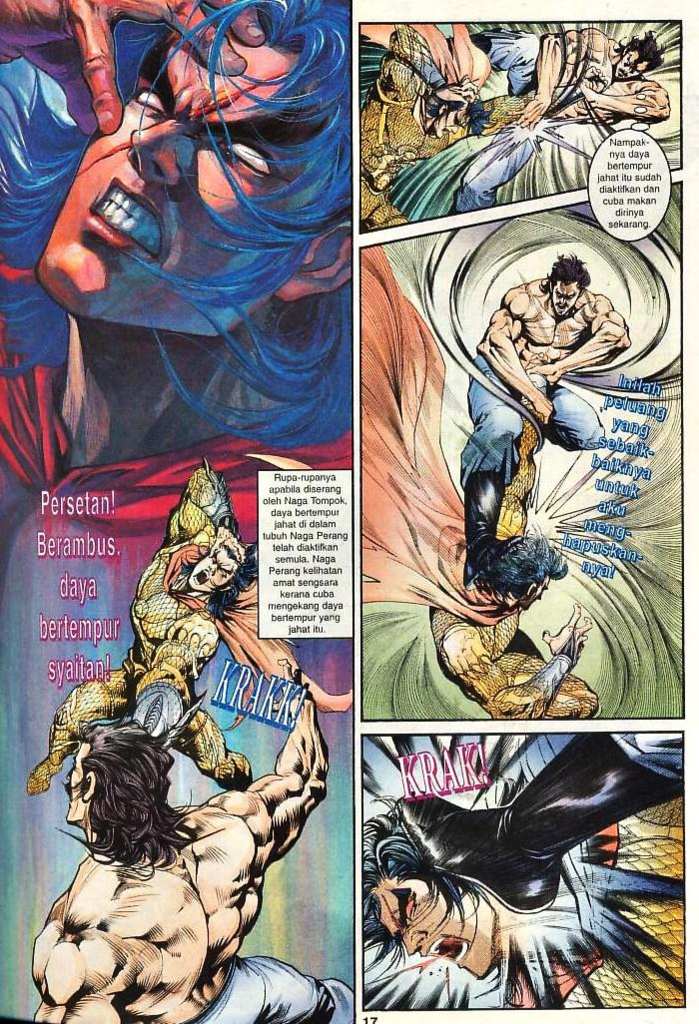 Persetan!
Berambus.
daya
bertempur
syaitan!
Rupa-rupanya
apabila diserang
oleh Naga Tompok,
daya bertempur
jahat di dalam
tubuh Naga Perang
telah diaktifkan
semula. Naga
Perang kelihatan
amat sengsara
kerana cuba
mengekang daya
bertempur yang
jahat itu.
KRAKK!
Nampak-
nya daya
bertempur
jahat itu sudah
diaktifkan dan
cuba makan
dirinya
sekarang.
Inilah
peluang
yang
sebaik-
baiknya
untuk
aku
meng-
hapuskan-
nya!
KRAK!
17